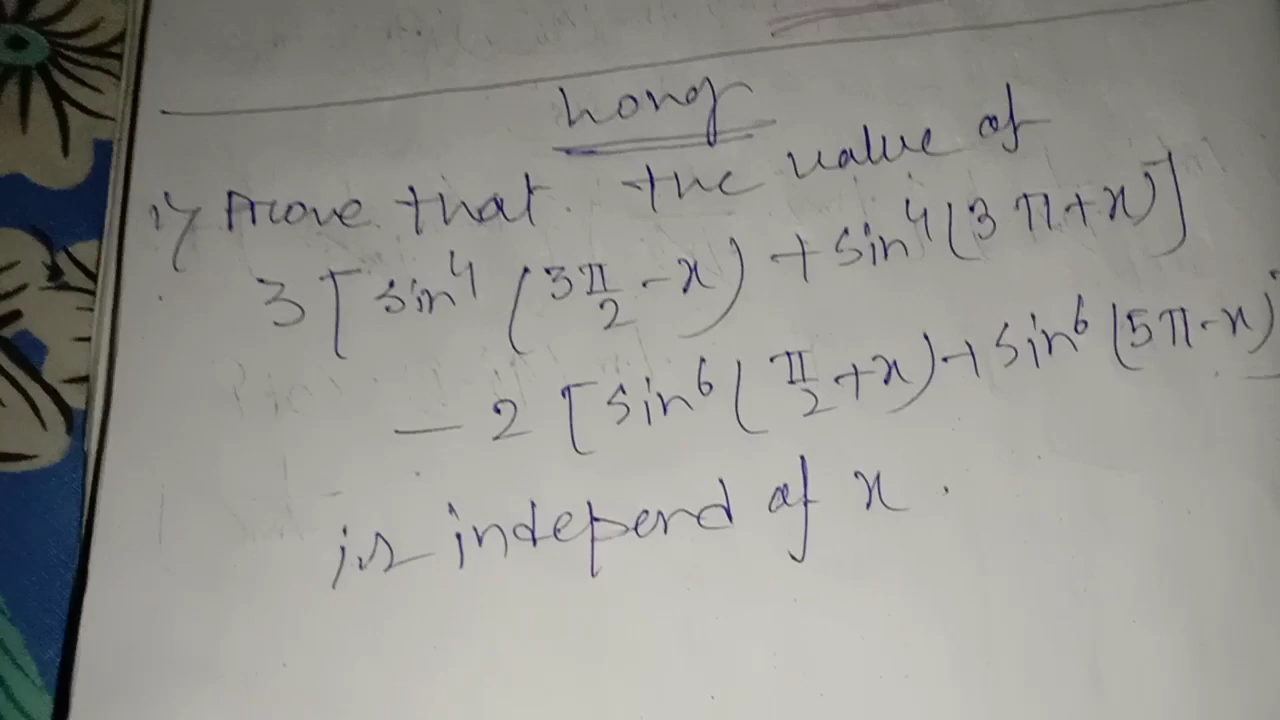 Long
1) Prove that the value of
3[sin⁴(3π/2-x)+sin⁴(3π+x)]
-2[sin⁶(π/2+x)+sin⁶(5π-x)
is independ of x.